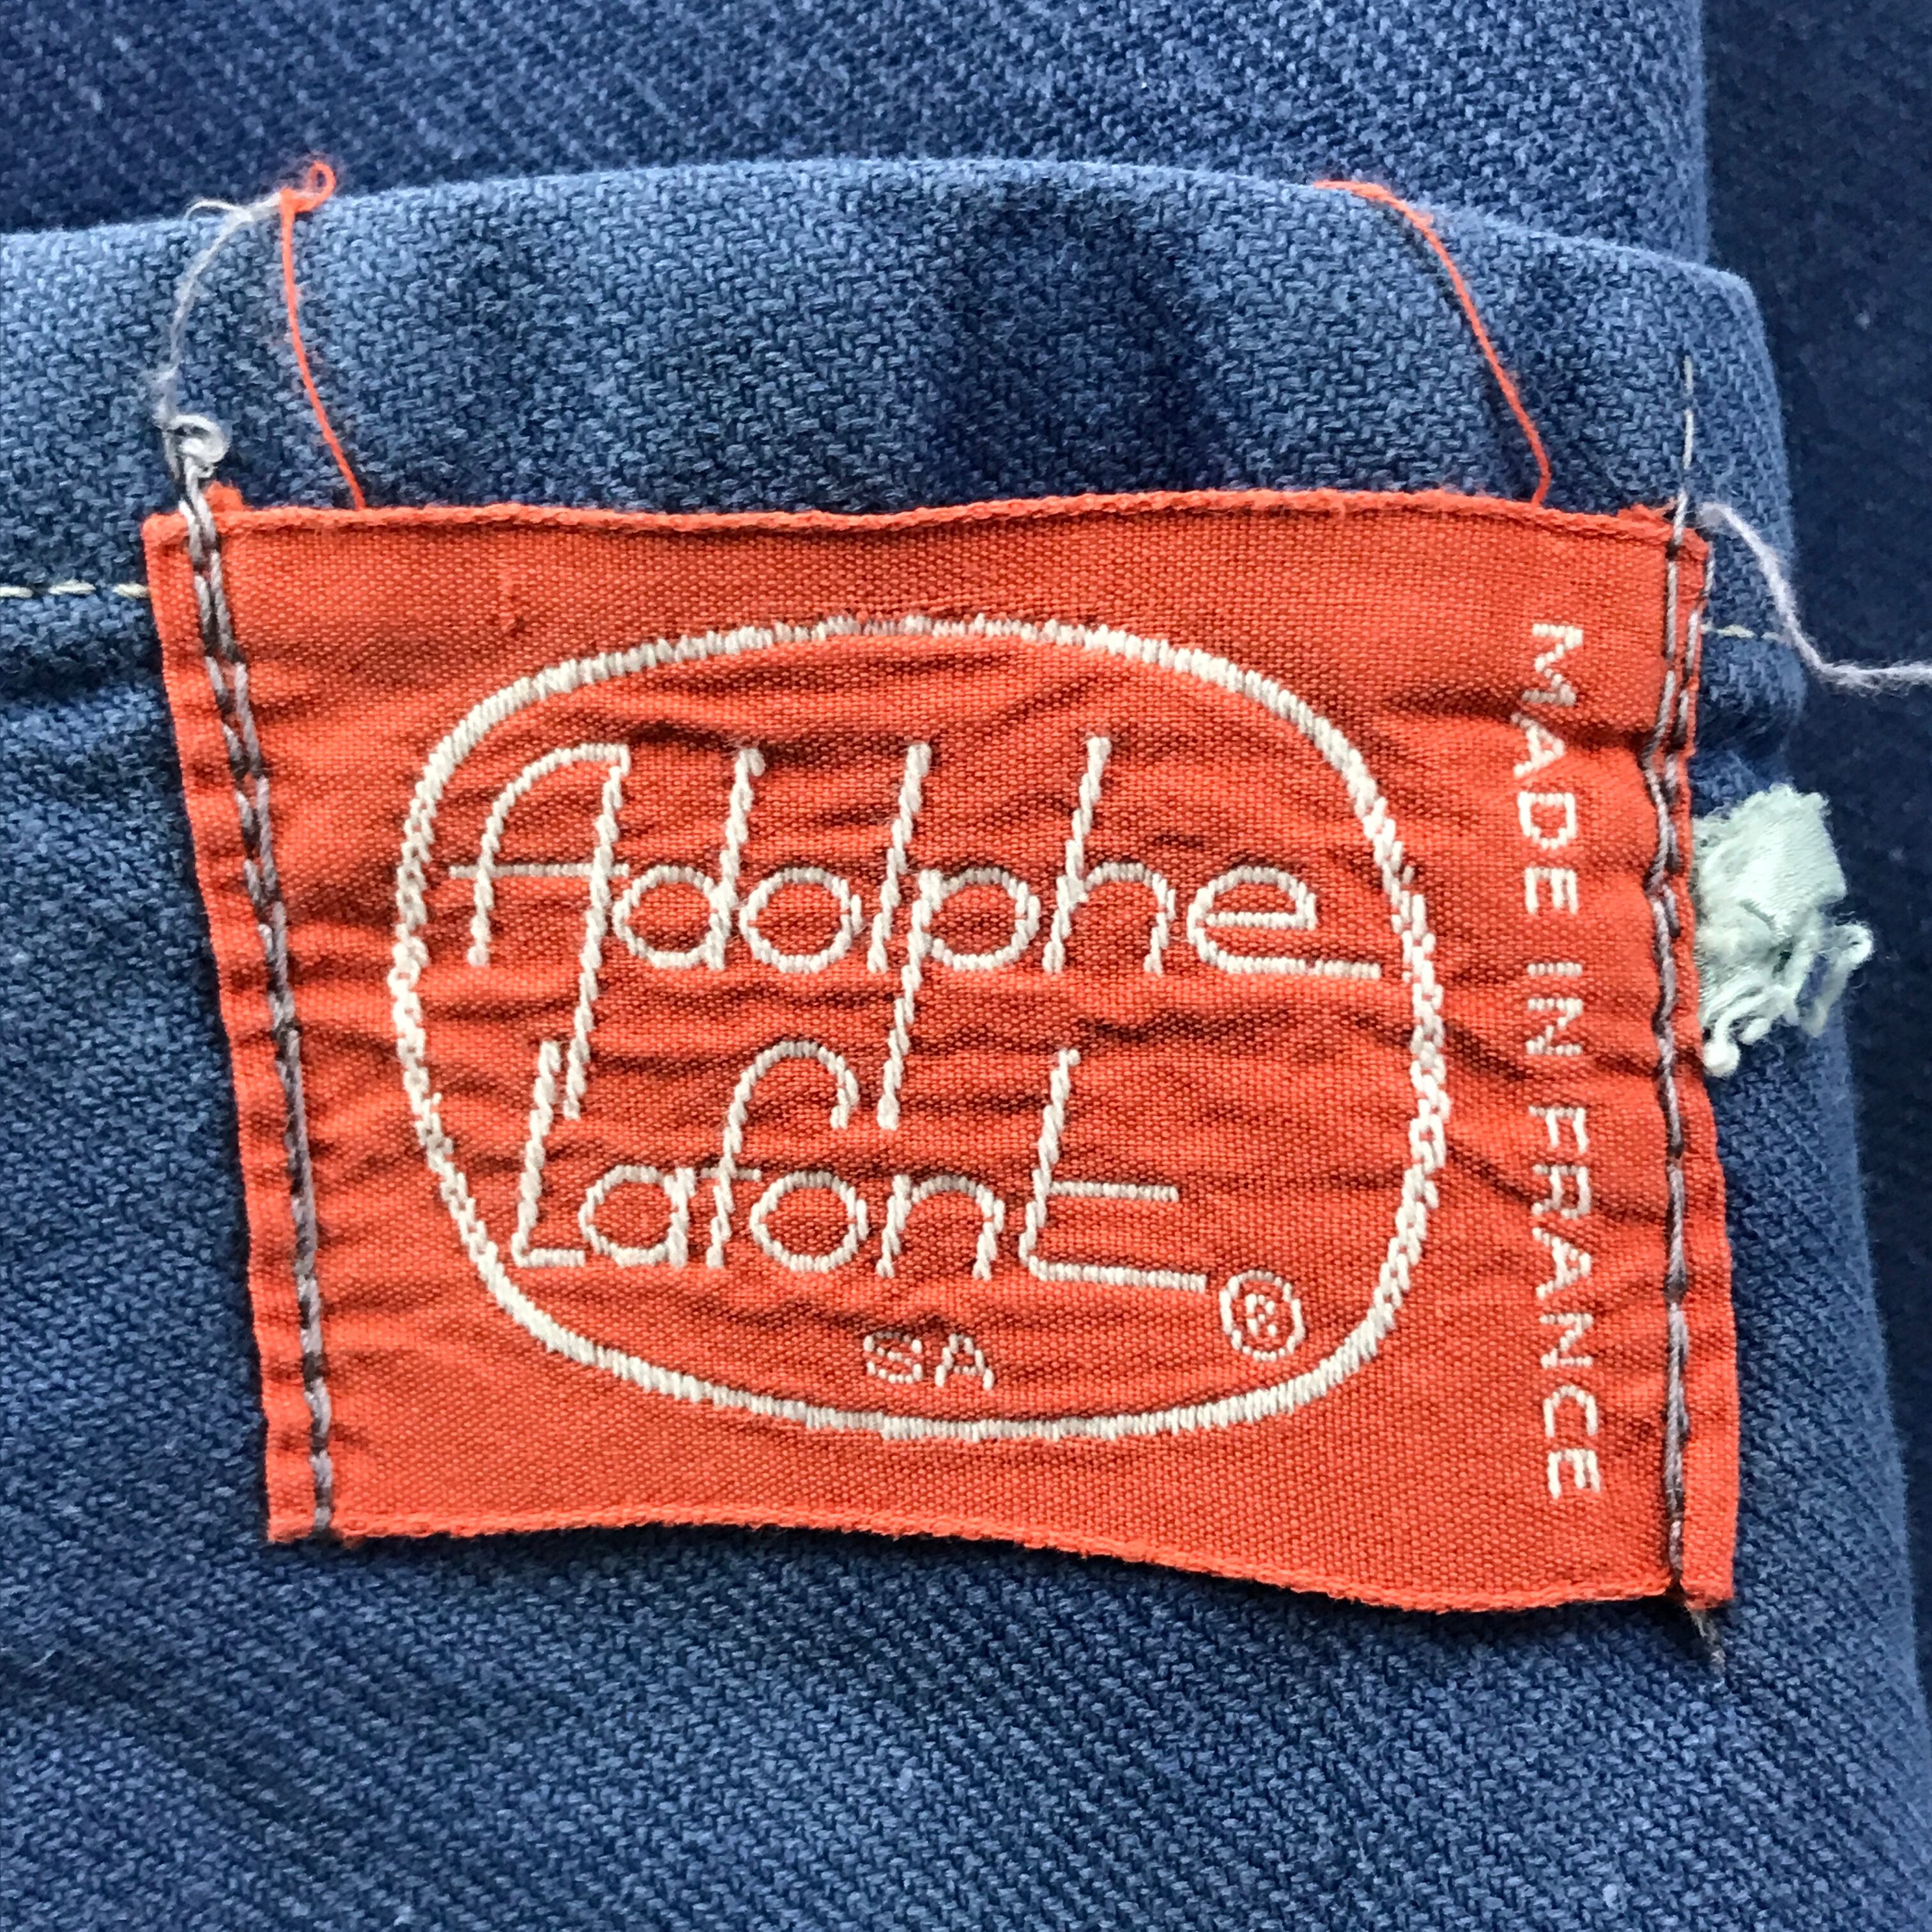 Adolphe
Lafont
®
SA
MADE IN FRANCE